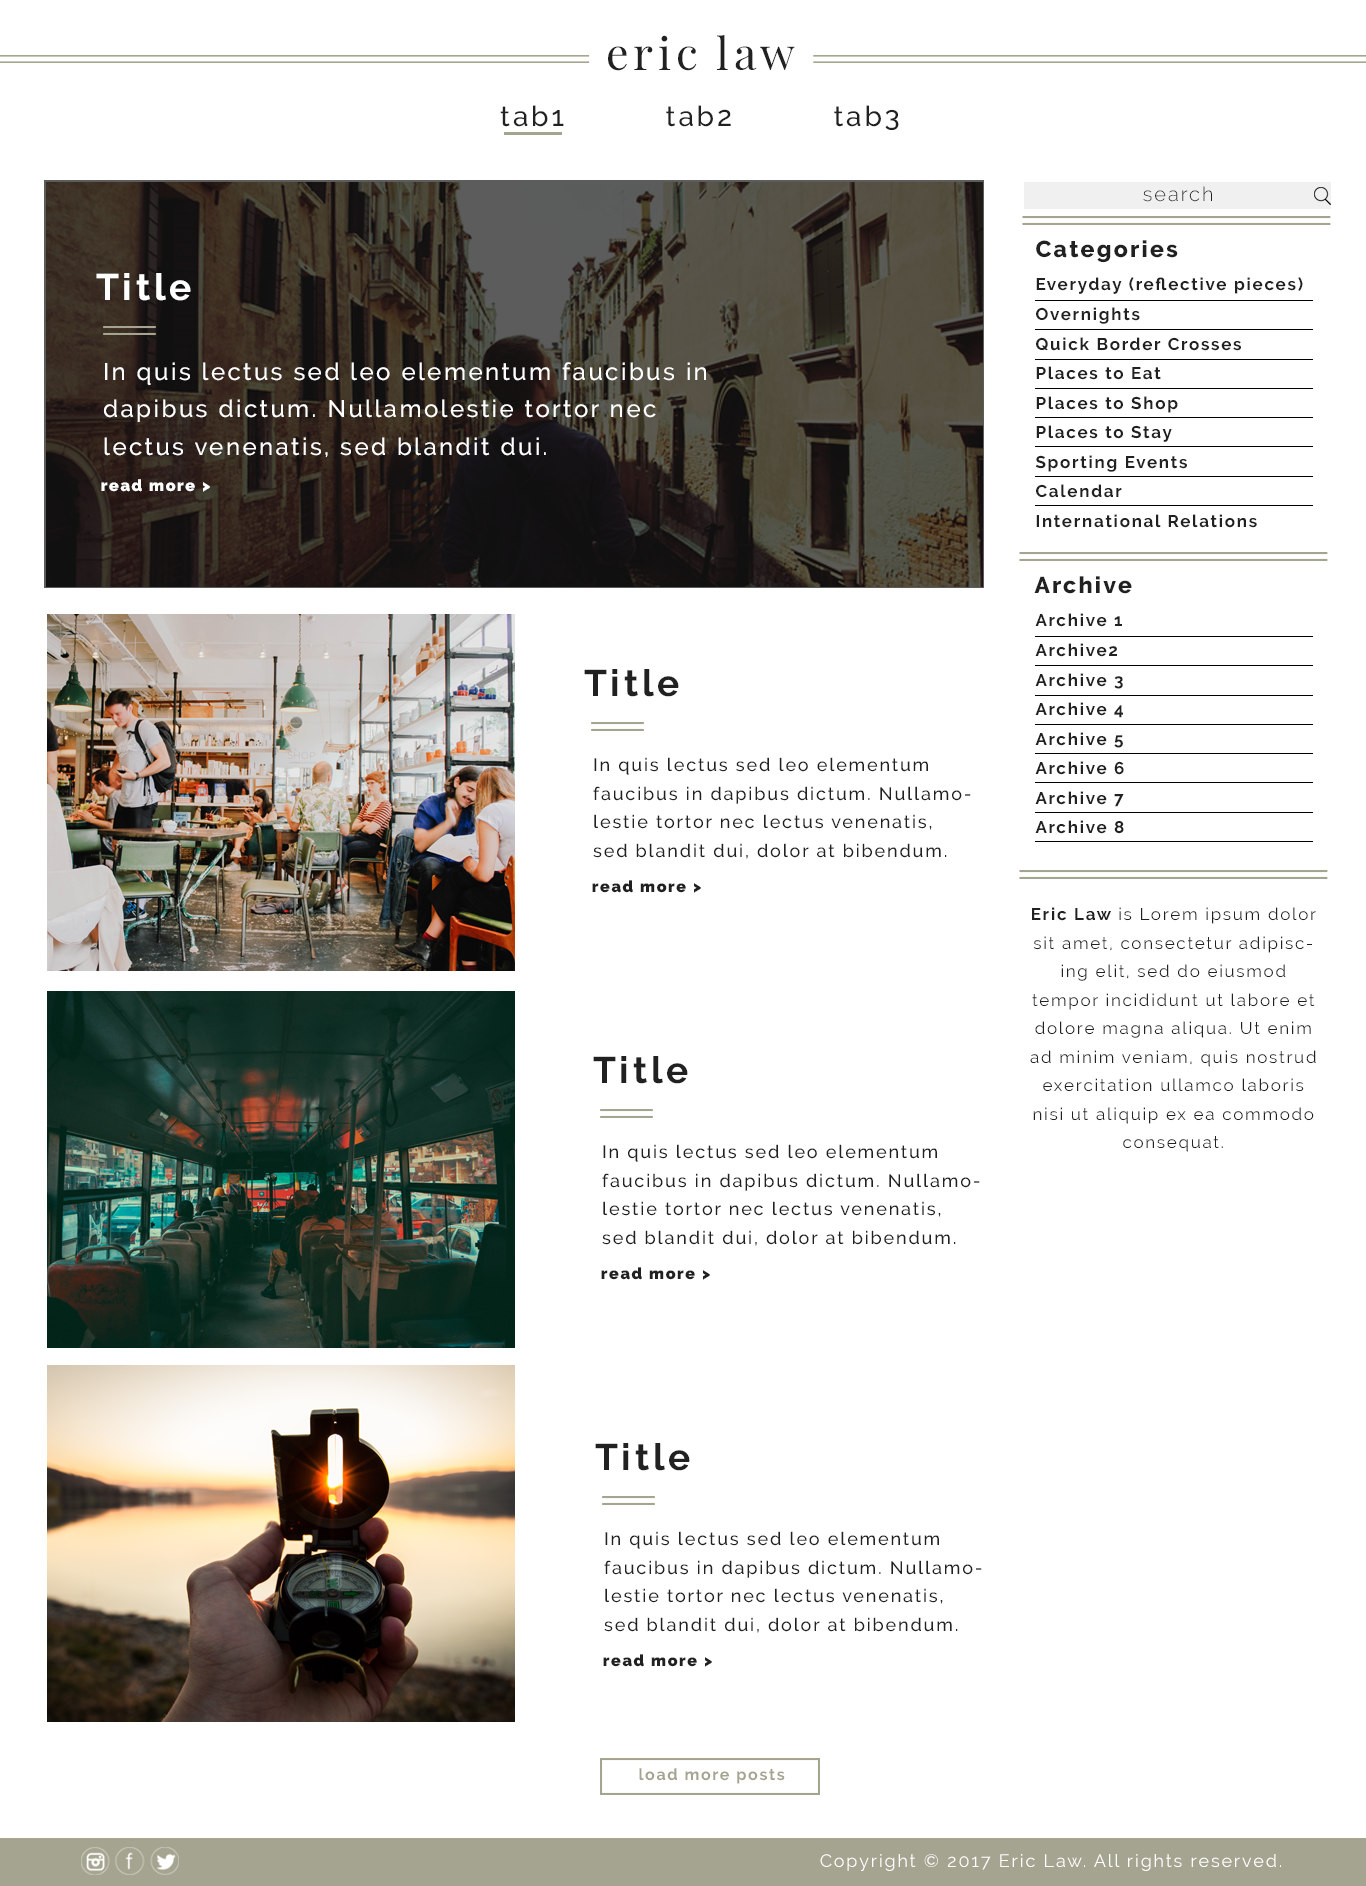 eric law
tab1 tab2 tab3
Title
In quis lectus sed leo elementum faucibus in
dapibus dictum. Nullamolestie tortor nec
lectus venenatis, sed blandit dui.
read more >
Title
In quis lectus sed leo elementum
faucibus in dapibus dictum. Nullamo-
lestie tortor nec lectus venenatis,
sed blandit dui, dolor at bibendum.
read more >
Title
In quis lectus sed leo elementum
faucibus in dapibus dictum. Nullamo-
lestie tortor nec lectus venenatis,
sed blandit dui, dolor at bibendum.
read more >
Title
In quis lectus sed leo elementum
faucibus in dapibus dictum. Nullamo-
lestie tortor nec lectus venenatis,
sed blandit dui, dolor at bibendum.
read more >
load more posts
search
Categories
Everyday (reflective pieces)
Overnights
Quick Border Crosses
Places to Eat
Places to Shop
Places to Stay
Sporting Events
Calendar
International Relations
Archive
Archive 1
Archive2
Archive 3
Archive 4
Archive 5
Archive 6
Archive 7
Archive 8
Eric Law is Lorem ipsum dolor
sit amet, consectetur adipisc-
ing elit, sed do eiusmod
tempor incididunt ut labore et
dolore magna aliqua. Ut enim
ad minim veniam, quis nostrud
exercitation ullamco laboris
nisi ut aliquip ex ea commodo
consequat.
Copyright © 2017 Eric Law. All rights reserved.